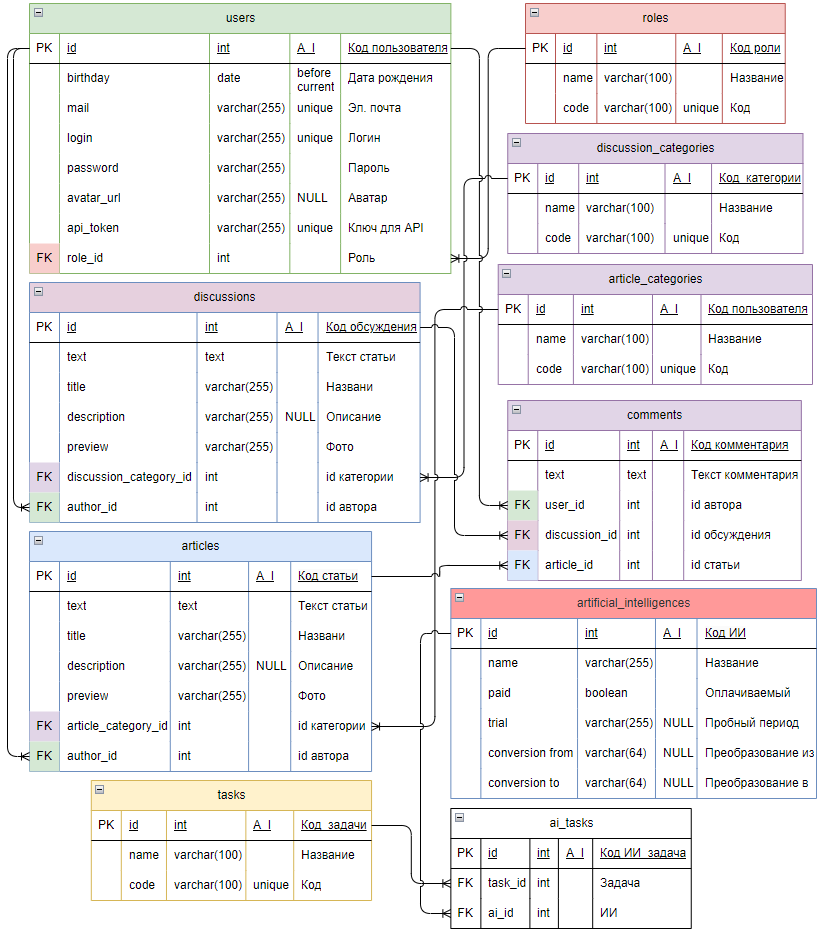 users
PK id int A_I Код пользователя
birthday date before current Дата рождения
mail varchar(255) unique Эл. почта
login varchar(255) unique Логин
password varchar(255) Пароль
avatar_url varchar(255) NULL Аватар
api_token varchar(255) unique Ключ для API
FK role_id int Роль
roles
PK id int A_I Код роли
name varchar(100) Название
code varchar(100) unique Код
discussion_categories
PK id int A_I Код_категории
name varchar(100) Название
code varchar(100) unique Код
article_categories
PK id int A_I Код пользователя
name varchar(100) Название
code varchar(100) unique Код
discussions
PK id int A_I Код обсуждения
text text Текст статьи
title varchar(255) Названи
description varchar(255) NULL Описание
preview varchar(255) Фото
FK discussion_category_id int id категории
FK author_id int id автора
comments
PK id int A_I Код комментария
text text Текст комментария
FK user_id int id автора
FK discussion_id int id обсуждения
FK article_id int id статьи
articles
PK id int A_I Код статьи
text text Текст статьи
title varchar(255) Названи
description varchar(255) NULL Описание
preview varchar(255) Фото
FK article_category_id int id категории
FK author_id int id автора
artificial_intelligences
PK id int A_I Код ИИ
name varchar(255) Название
paid boolean Оплачиваемый
trial varchar(255) NULL Пробный период
conversion from varchar(64) NULL Преобразование из
conversion to varchar(64) NULL Преобразование в
tasks
PK id int A_I Код_задачи
name varchar(100) Название
code varchar(100) unique Код
ai_tasks
PK id int A_I Код ИИ_задача
FK task_id int Задача
FK ai_id int ИИ